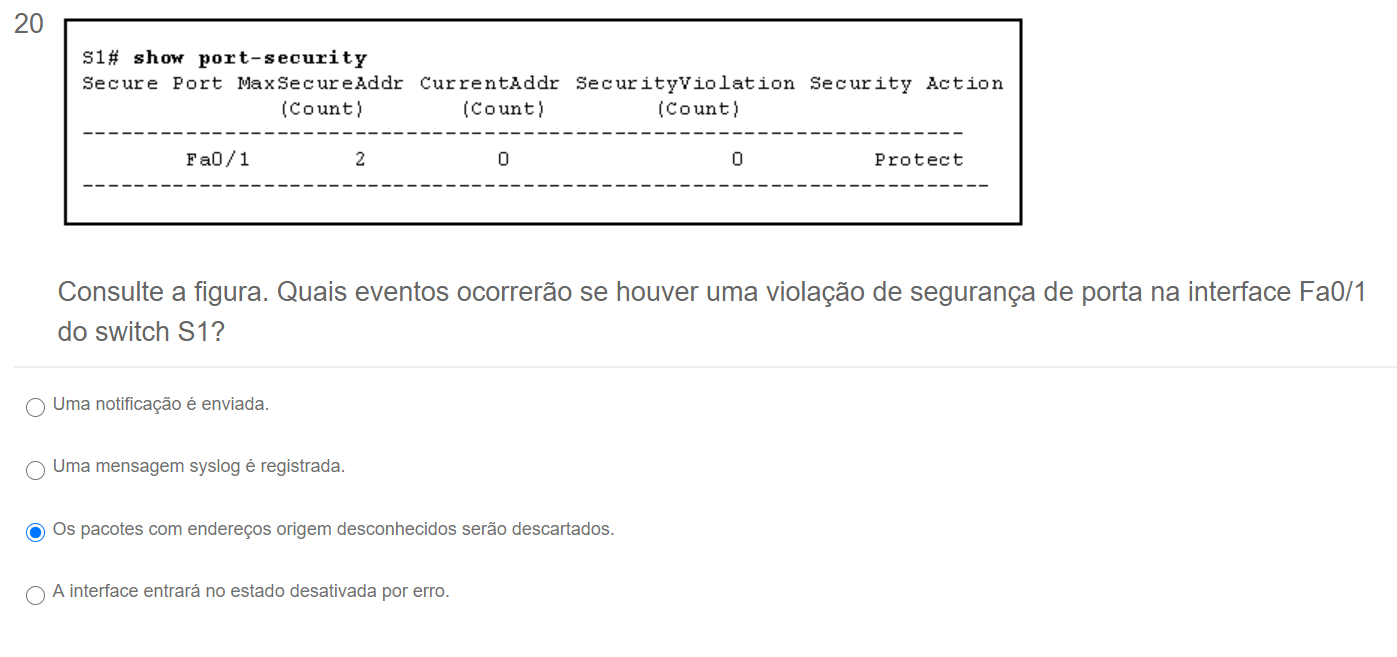 20
S1# show port-security
Secure Port MaxSecureAddr CurrentAddr SecurityViolation Security Action
(Count) (Count) (Count)
----------------------------------------------------------------------
Fa0/1 2 0 0 Protect
------------------------------------------------------------------------
Consulte a figura. Quais eventos ocorrerão se houver uma violação de segurança de porta na interface Fa0/1
do switch S1?
Uma notificação é enviada.
Uma mensagem syslog é registrada.
Os pacotes com endereços origem desconhecidos serão descartados.
A interface entrará no estado desativada por erro.